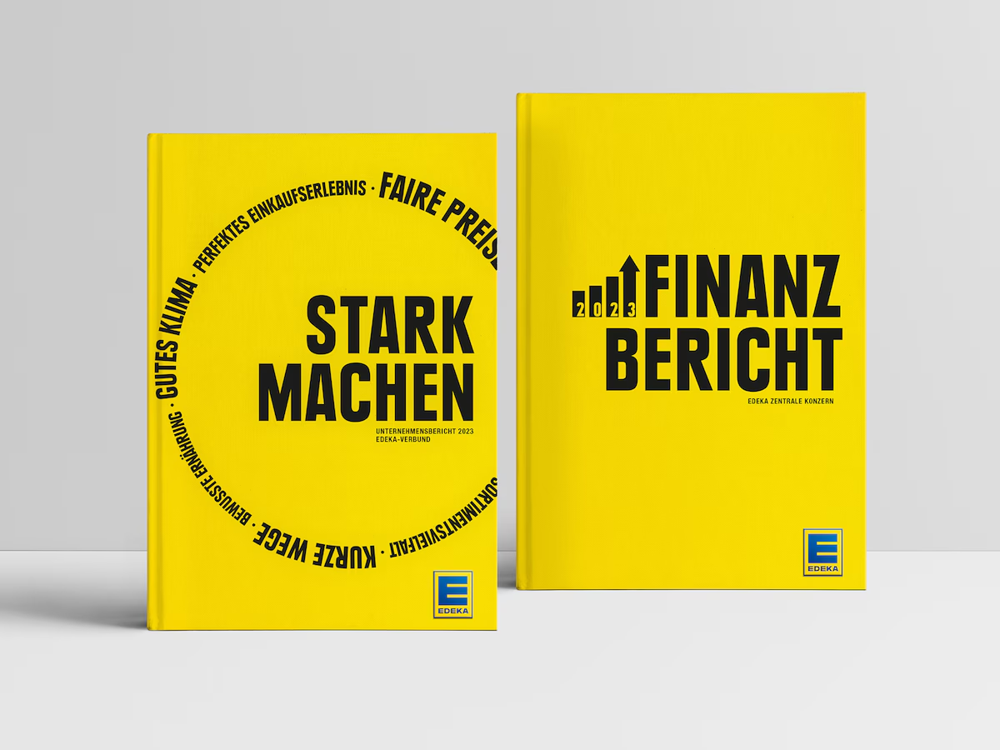 PERFEKTES EINKAUFSERLEBNIS · FAIRE PREISE
SORTIMENTSVIELFALT · KURZE WEGE · BEWUSSTE ERNÄHRUNG · GUTES KLIMA ·
STARK
MACHEN
UNTERNEHMENSBERICHT 2023
EDEKA-VERBUND
E
EDEKA
2023 FINANZ
BERICHT
EDEKA ZENTRALE KONZERN
E
EDEKA